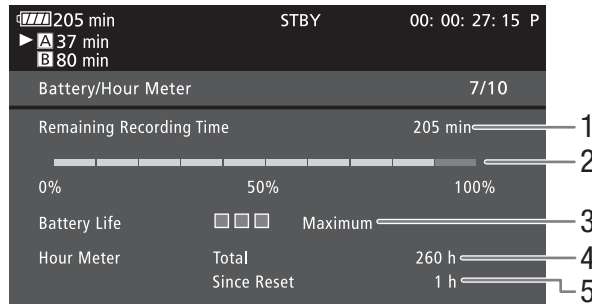 205 min STBY 00: 00: 27: 15 P
A 37 min
B 80 min
Battery/Hour Meter 7/10
Remaining Recording Time 205 min 1
2
0% 50% 100%
Battery Life Maximum 3
Hour Meter Total 260 h 4
Since Reset 1 h 5